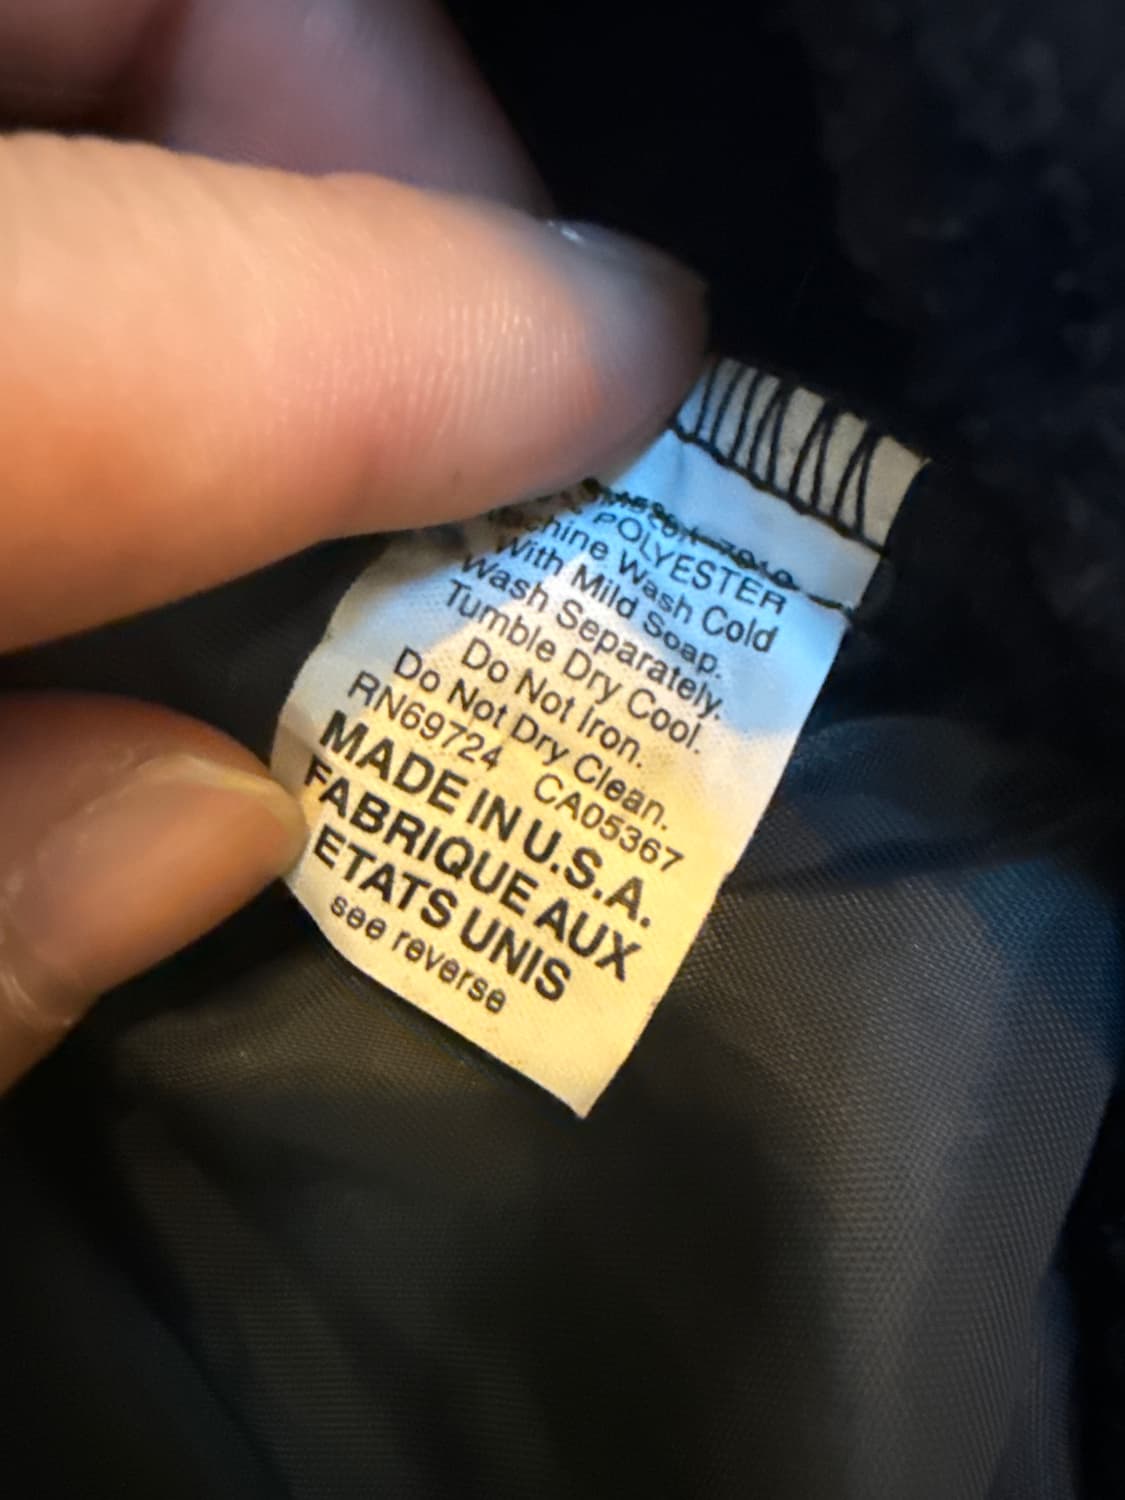 POLYESTER
Machine Wash Cold
With Mild Soap.
Wash Separately.
Tumble Dry Cool.
Do Not Iron.
Do Not Dry Clean.
RN69724 CA05367
MADE IN U.S.A.
FABRIQUE AUX
ETATS UNIS
see reverse